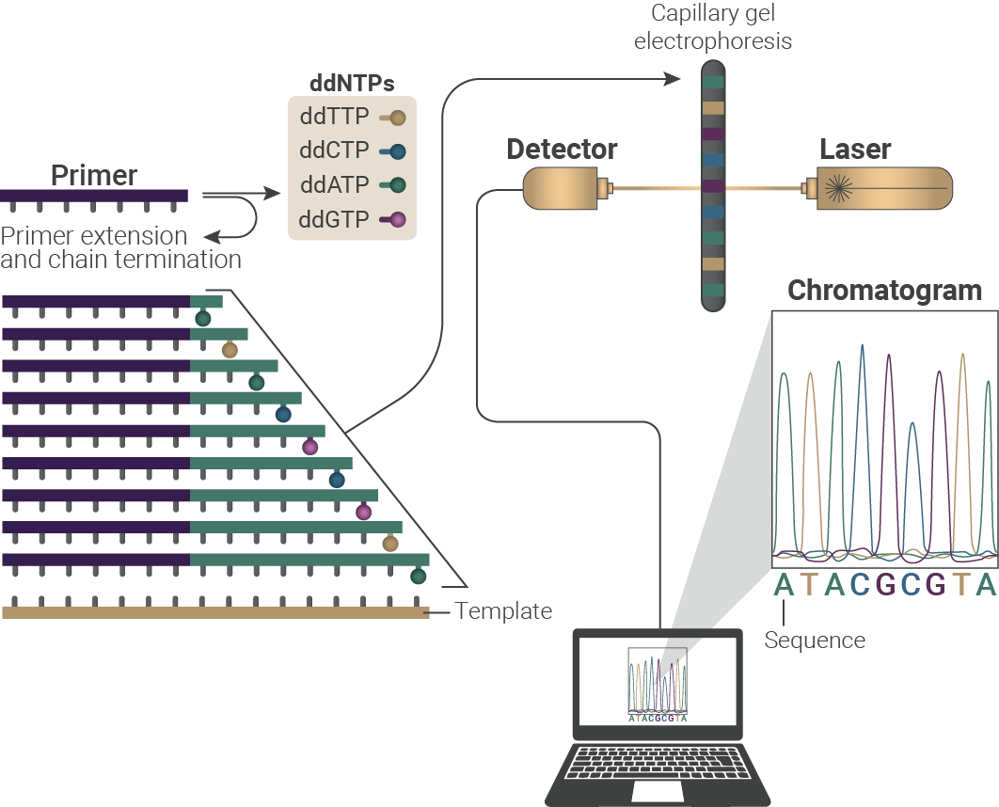 Capillary gel
electrophoresis
ddNTPs
ddTTP
ddCTP
ddATP
ddGTP
Primer
Primer extension
and chain termination
Detector
Laser
Chromatogram
ATACGCGTA
Sequence
Template
ATACGCGTA